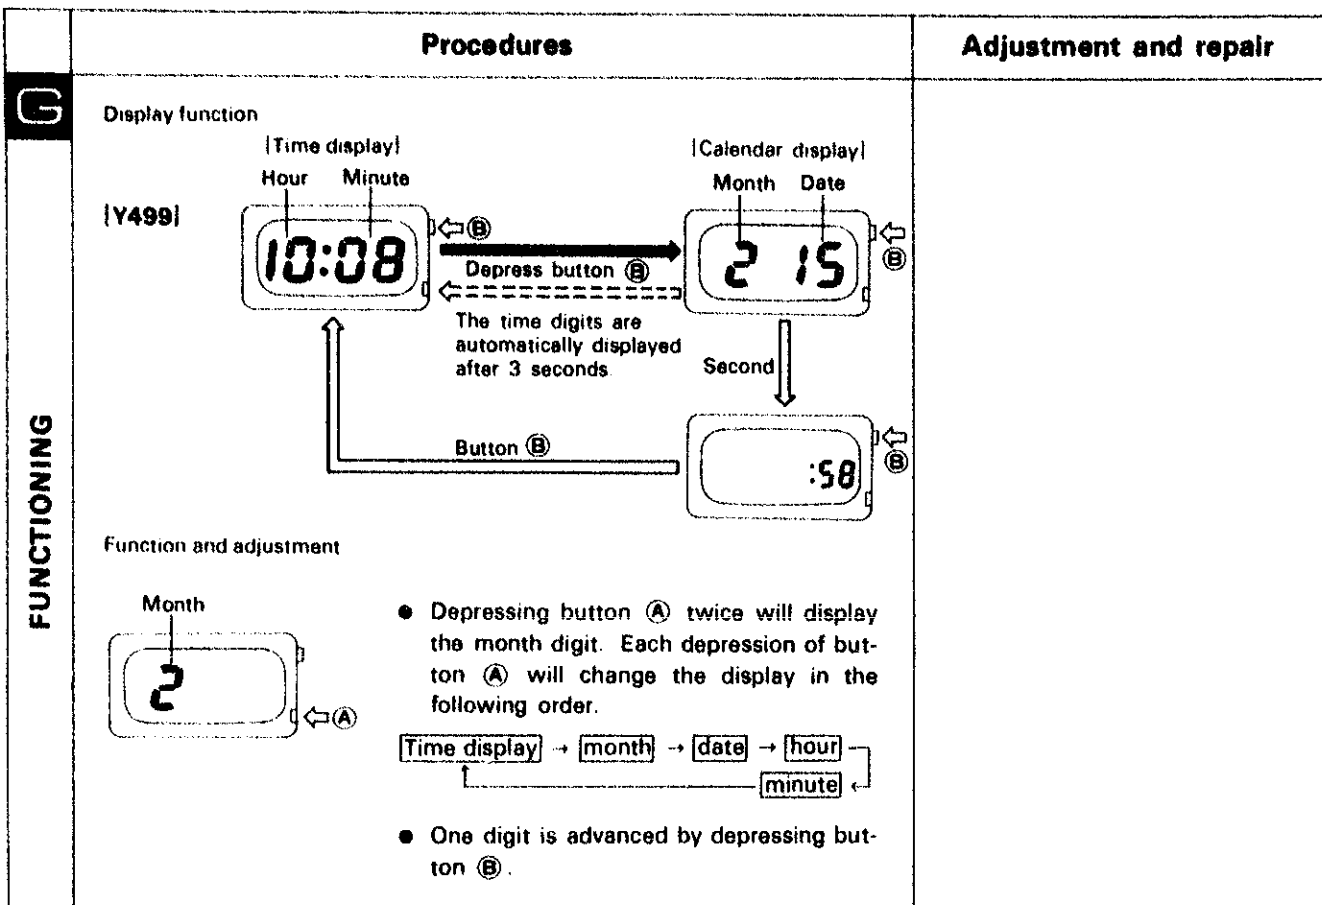 Procedures
Adjustment and repair
G
FUNCTIONING
Display function
|Time display|
Hour Minute
|Y499|
10:08
B
Depress button B
The time digits are
automatically displayed
after 3 seconds.
|Calendar display|
Month Date
2 15
B
Second
:58
B
Button B
Function and adjustment
Month
2
A
● Depressing button A twice will display
the month digit. Each depression of but-
ton A will change the display in the
following order.
Time display → month → date → hour
minute
● One digit is advanced by depressing but-
ton B.